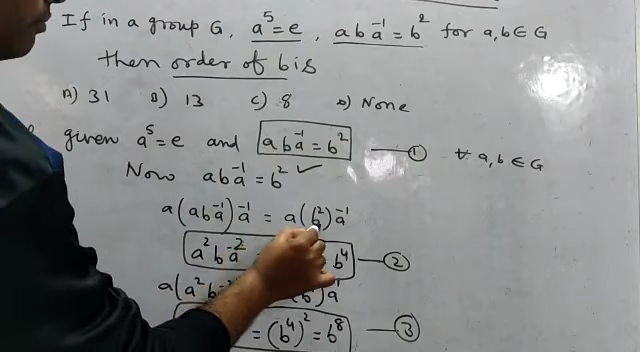 If in a group G, a⁵=e, aba⁻¹=b² for a,b∈G
then order of b is
A) 31 B) 13 C) 8 D) None
given a⁵=e and aba⁻¹=b² —① ∀ a,b∈G
Now aba⁻¹=b² ✓
a(aba⁻¹)a⁻¹ = a(b²)a⁻¹
a²ba⁻² b⁴ —②
a(a²b )a⁻¹
= (b⁴)² = b⁸ —③